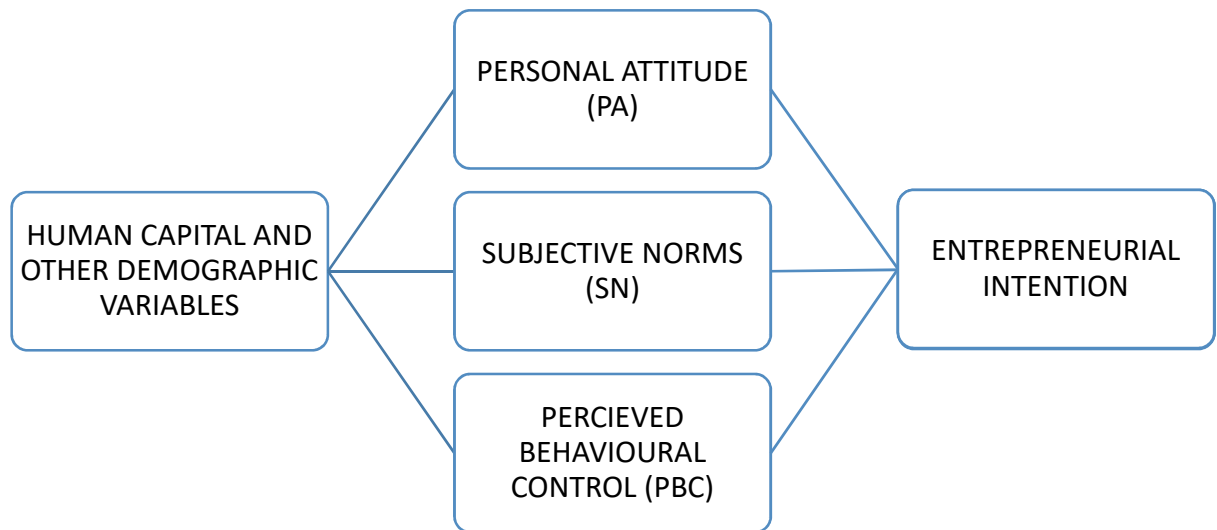 PERSONAL ATTITUDE
(PA)
HUMAN CAPITAL AND
OTHER DEMOGRAPHIC
VARIABLES
SUBJECTIVE NORMS
(SN)
ENTREPRENEURIAL
INTENTION
PERCIEVED
BEHAVIOURAL
CONTROL (PBC)